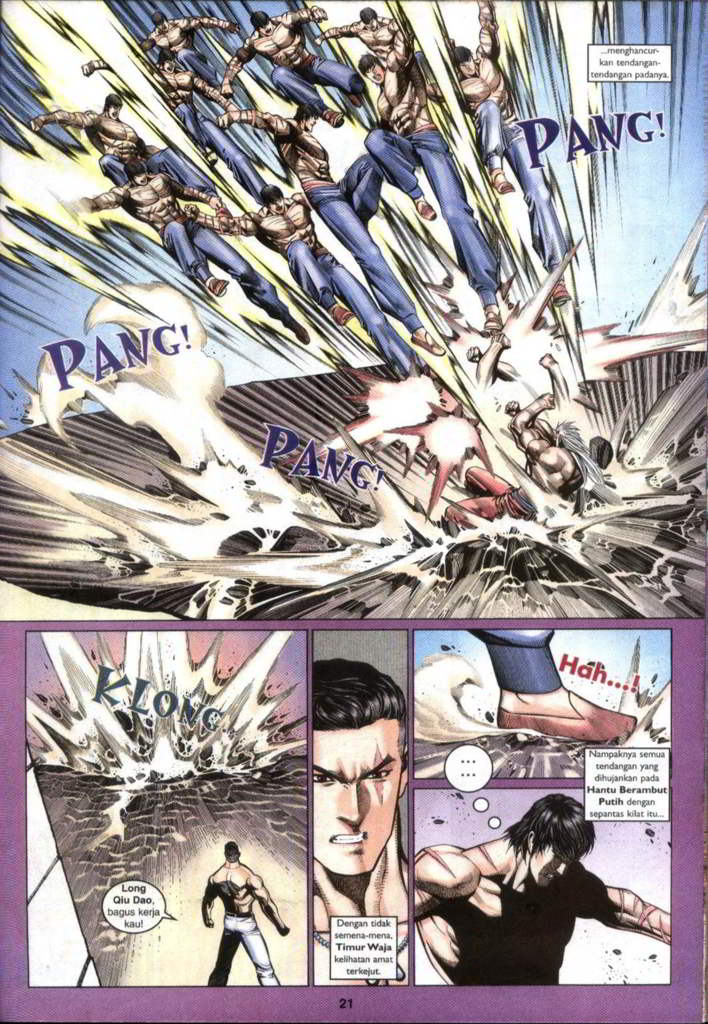 ...menghancur-
kan tendangan-
tendangan padanya.
PANG!
PANG!
PANG!
KLONG
Long
Qiu Dao,
bagus kerja
kau!
Dengan tidak
semena-mena,
Timur Waja
kelihatan amat
terkejut.
Hah...!
Nampaknya semua
tendangan yang
dihujankan pada
Hantu Berambut
Putih dengan
sepantas kilat itu...
...
...
21